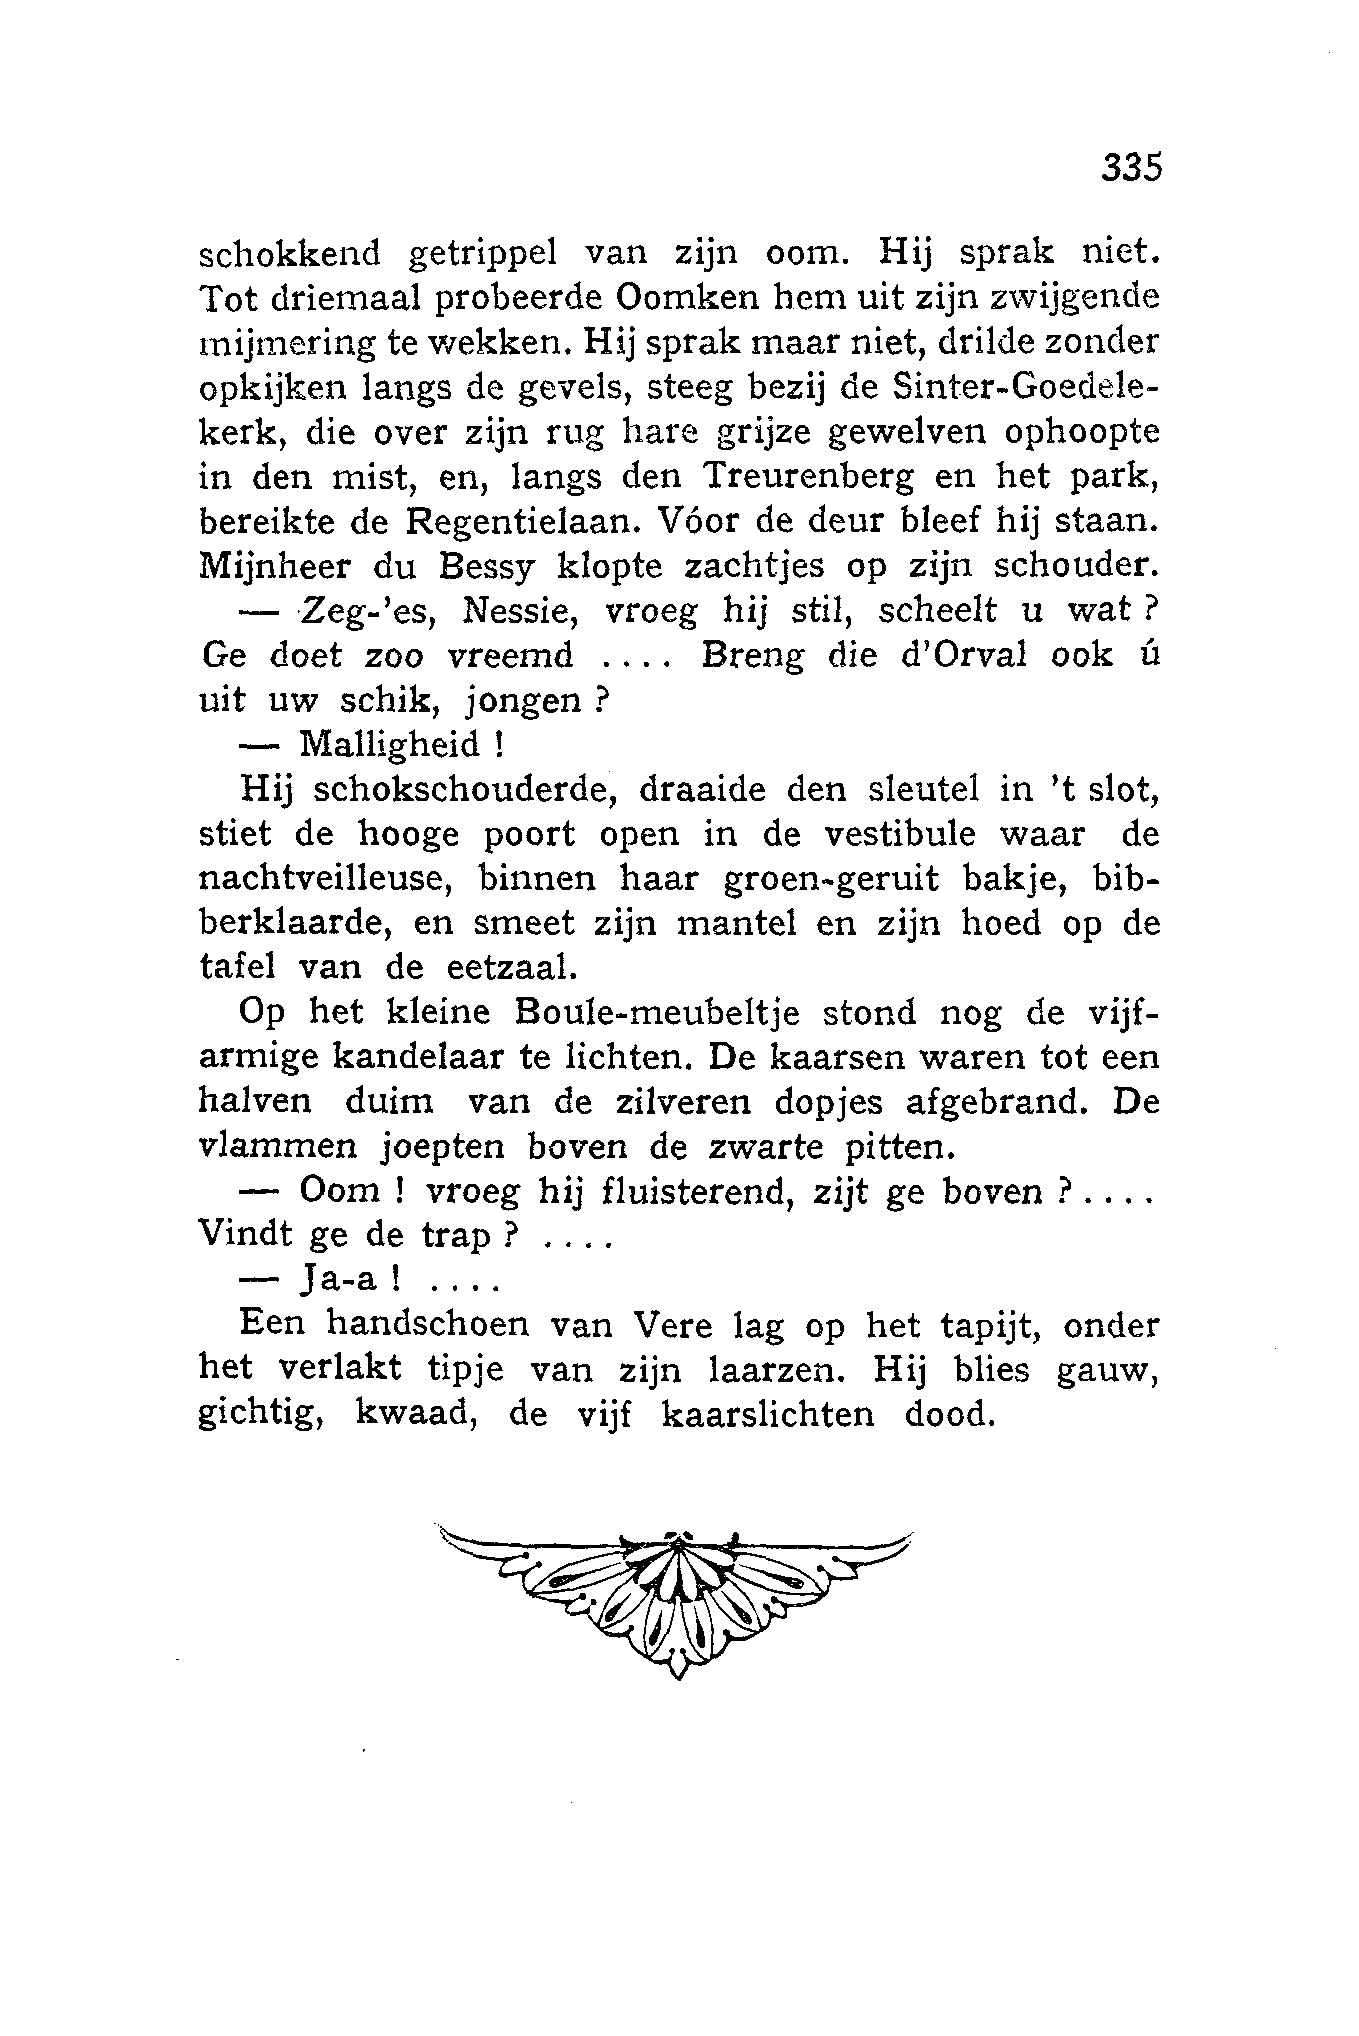 335
schokkend getrippel van zijn oom. Hij sprak niet.
Tot driemaal probeerde Oomken hem uit zijn zwijgende
mijmering te wekken. Hij sprak maar niet, drilde zonder
opkijken langs de gevels, steeg bezij de Sinter-Goedele-
kerk, die over zijn rug hare grijze gewelven ophoopte
in den mist, en, langs den Treurenberg en het park,
bereikte de Regentielaan. Vóor de deur bleef hij staan.
Mijnheer du Bessy klopte zachtjes op zijn schouder.
— Zeg-'es, Nessie, vroeg hij stil, scheelt u wat ?
Ge doet zoo vreemd .... Breng die d'Orval ook ú
uit uw schik, jongen ?
— Malligheid !
Hij schokschouderde, draaide den sleutel in 't slot,
stiet de hooge poort open in de vestibule waar de
nachtveilleuse, binnen haar groen-geruit bakje, bib-
berklaarde, en smeet zijn mantel en zijn hoed op de
tafel van de eetzaal.
Op het kleine Boule-meubeltje stond nog de vijf-
armige kandelaar te lichten. De kaarsen waren tot een
halven duim van de zilveren dopjes afgebrand. De
vlammen joepten boven de zwarte pitten.
— Oom ! vroeg hij fluisterend, zijt ge boven ? ....
Vindt ge de trap ? ....
— Ja-a ! ....
Een handschoen van Vere lag op het tapijt, onder
het verlakt tipje van zijn laarzen. Hij blies gauw,
gichtig, kwaad, de vijf kaarslichten dood.